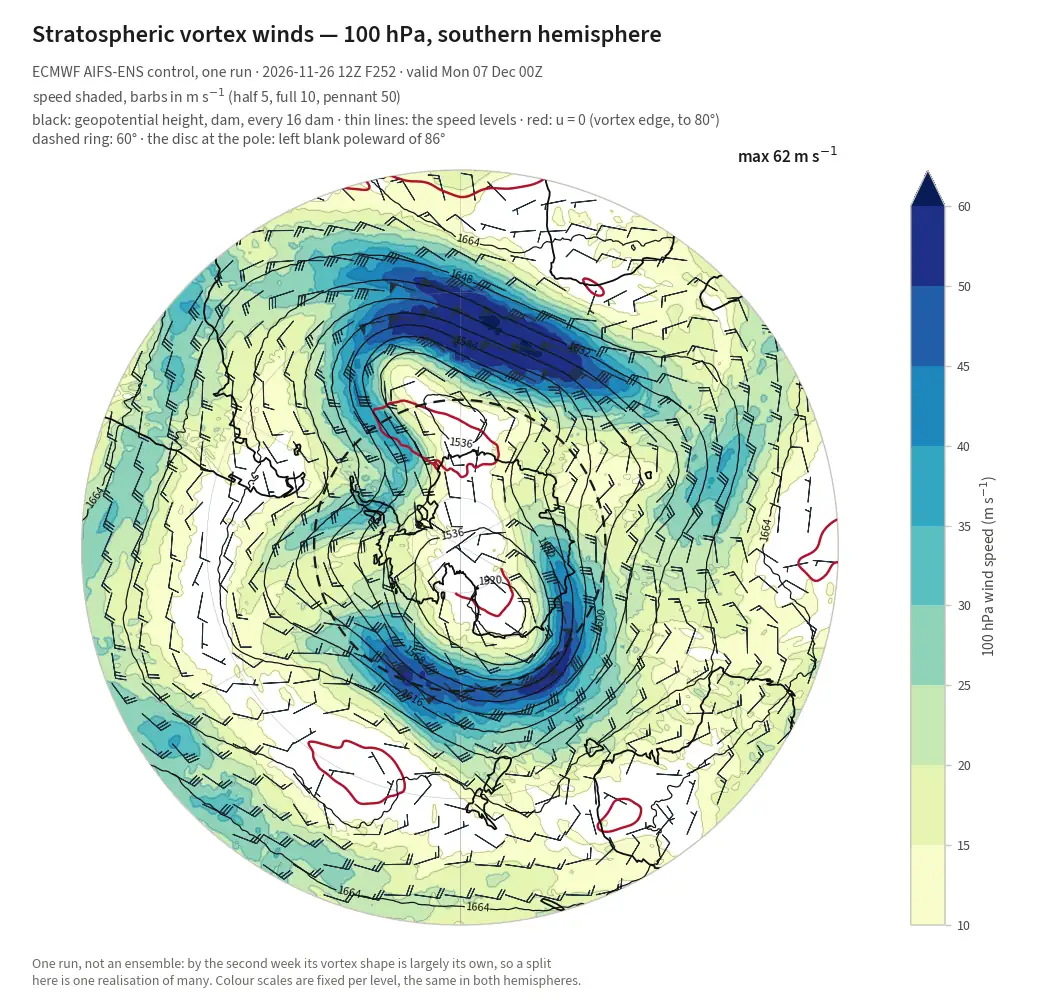 Stratospheric vortex winds — 100 hPa, southern hemisphere
ECMWF AIFS-ENS control, one run · 2026-11-26 12Z F252 · valid Mon 07 Dec 00Z
speed shaded, barbs in m s⁻¹ (half 5, full 10, pennant 50)
black: geopotential height, dam, every 16 dam · thin lines: the speed levels · red: u = 0 (vortex edge, to 80°)
dashed ring: 60° · the disc at the pole: left blank poleward of 86°
max 62 m s⁻¹
60
50
45
40
35
30
25
20
15
10
100 hPa wind speed (m s⁻¹)
1664
1648
1632
1536
1664
1664
1536
1520
1600
1616
1664
1664
One run, not an ensemble: by the second week its vortex shape is largely its own, so a split
here is one realisation of many. Colour scales are fixed per level, the same in both hemispheres.